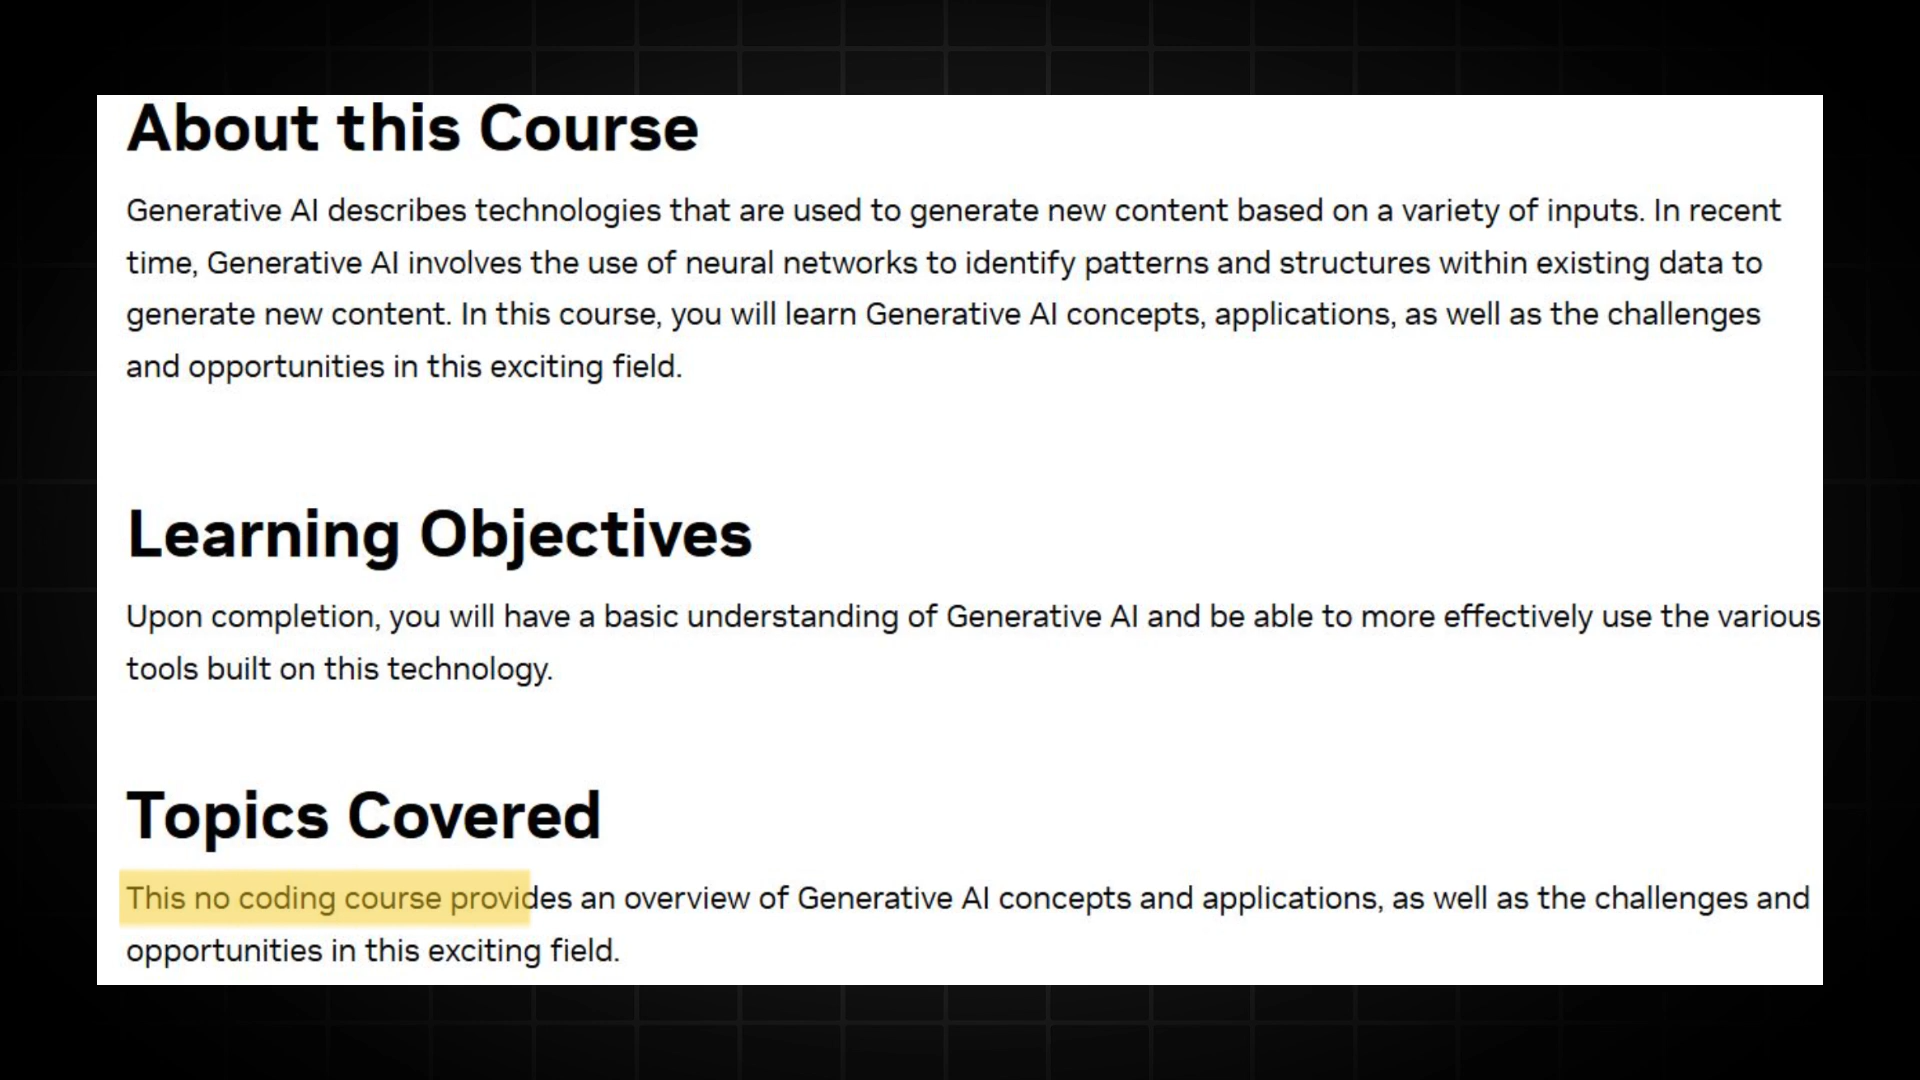 About this Course
Generative AI describes technologies that are used to generate new content based on a variety of inputs. In recent
time, Generative AI involves the use of neural networks to identify patterns and structures within existing data to
generate new content. In this course, you will learn Generative AI concepts, applications, as well as the challenges
and opportunities in this exciting field.
Learning Objectives
Upon completion, you will have a basic understanding of Generative AI and be able to more effectively use the various
tools built on this technology.
Topics Covered
This no coding course provides an overview of Generative AI concepts and applications, as well as the challenges and
opportunities in this exciting field.